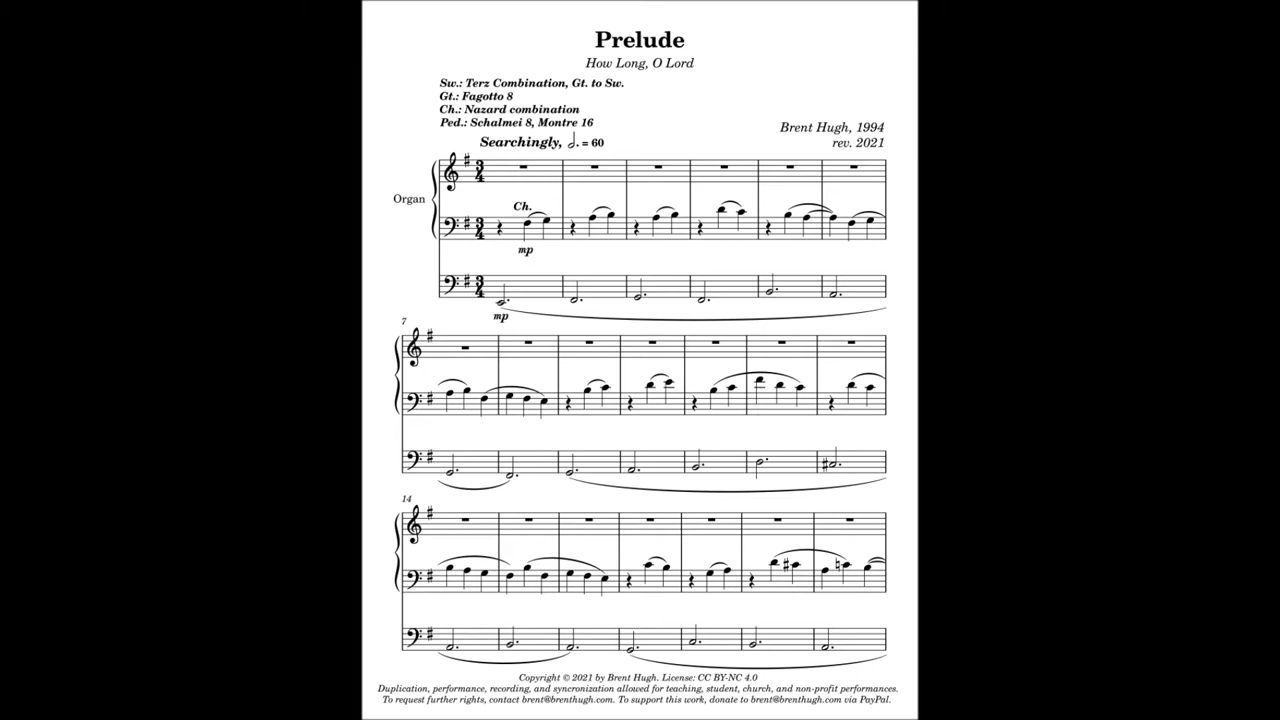 Prelude
How Long, O Lord
Sw.: Terz Combination, Gt. to Sw.
Gt.: Fagotto 8
Ch.: Nazard combination
Ped.: Schalmei 8, Montre 16
Brent Hugh, 1994
rev. 2021
Searchingly, 𝅗𝅥. = 60
Organ
Ch.
mp
mp
7
14
Copyright © 2021 by Brent Hugh. License: CC BY-NC 4.0
Duplication, performance, recording, and syncronization allowed for teaching, student, church, and non-profit performances.
To request further rights, contact brent@brenthugh.com. To support this work, donate to brent@brenthugh.com via PayPal.